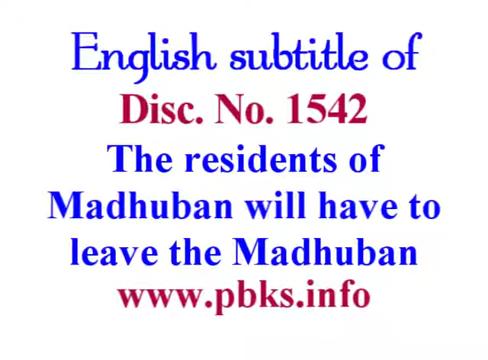 English subtitle of
Disc. No. 1542
The residents of
Madhuban will have to
leave the Madhuban
www.pbks.info